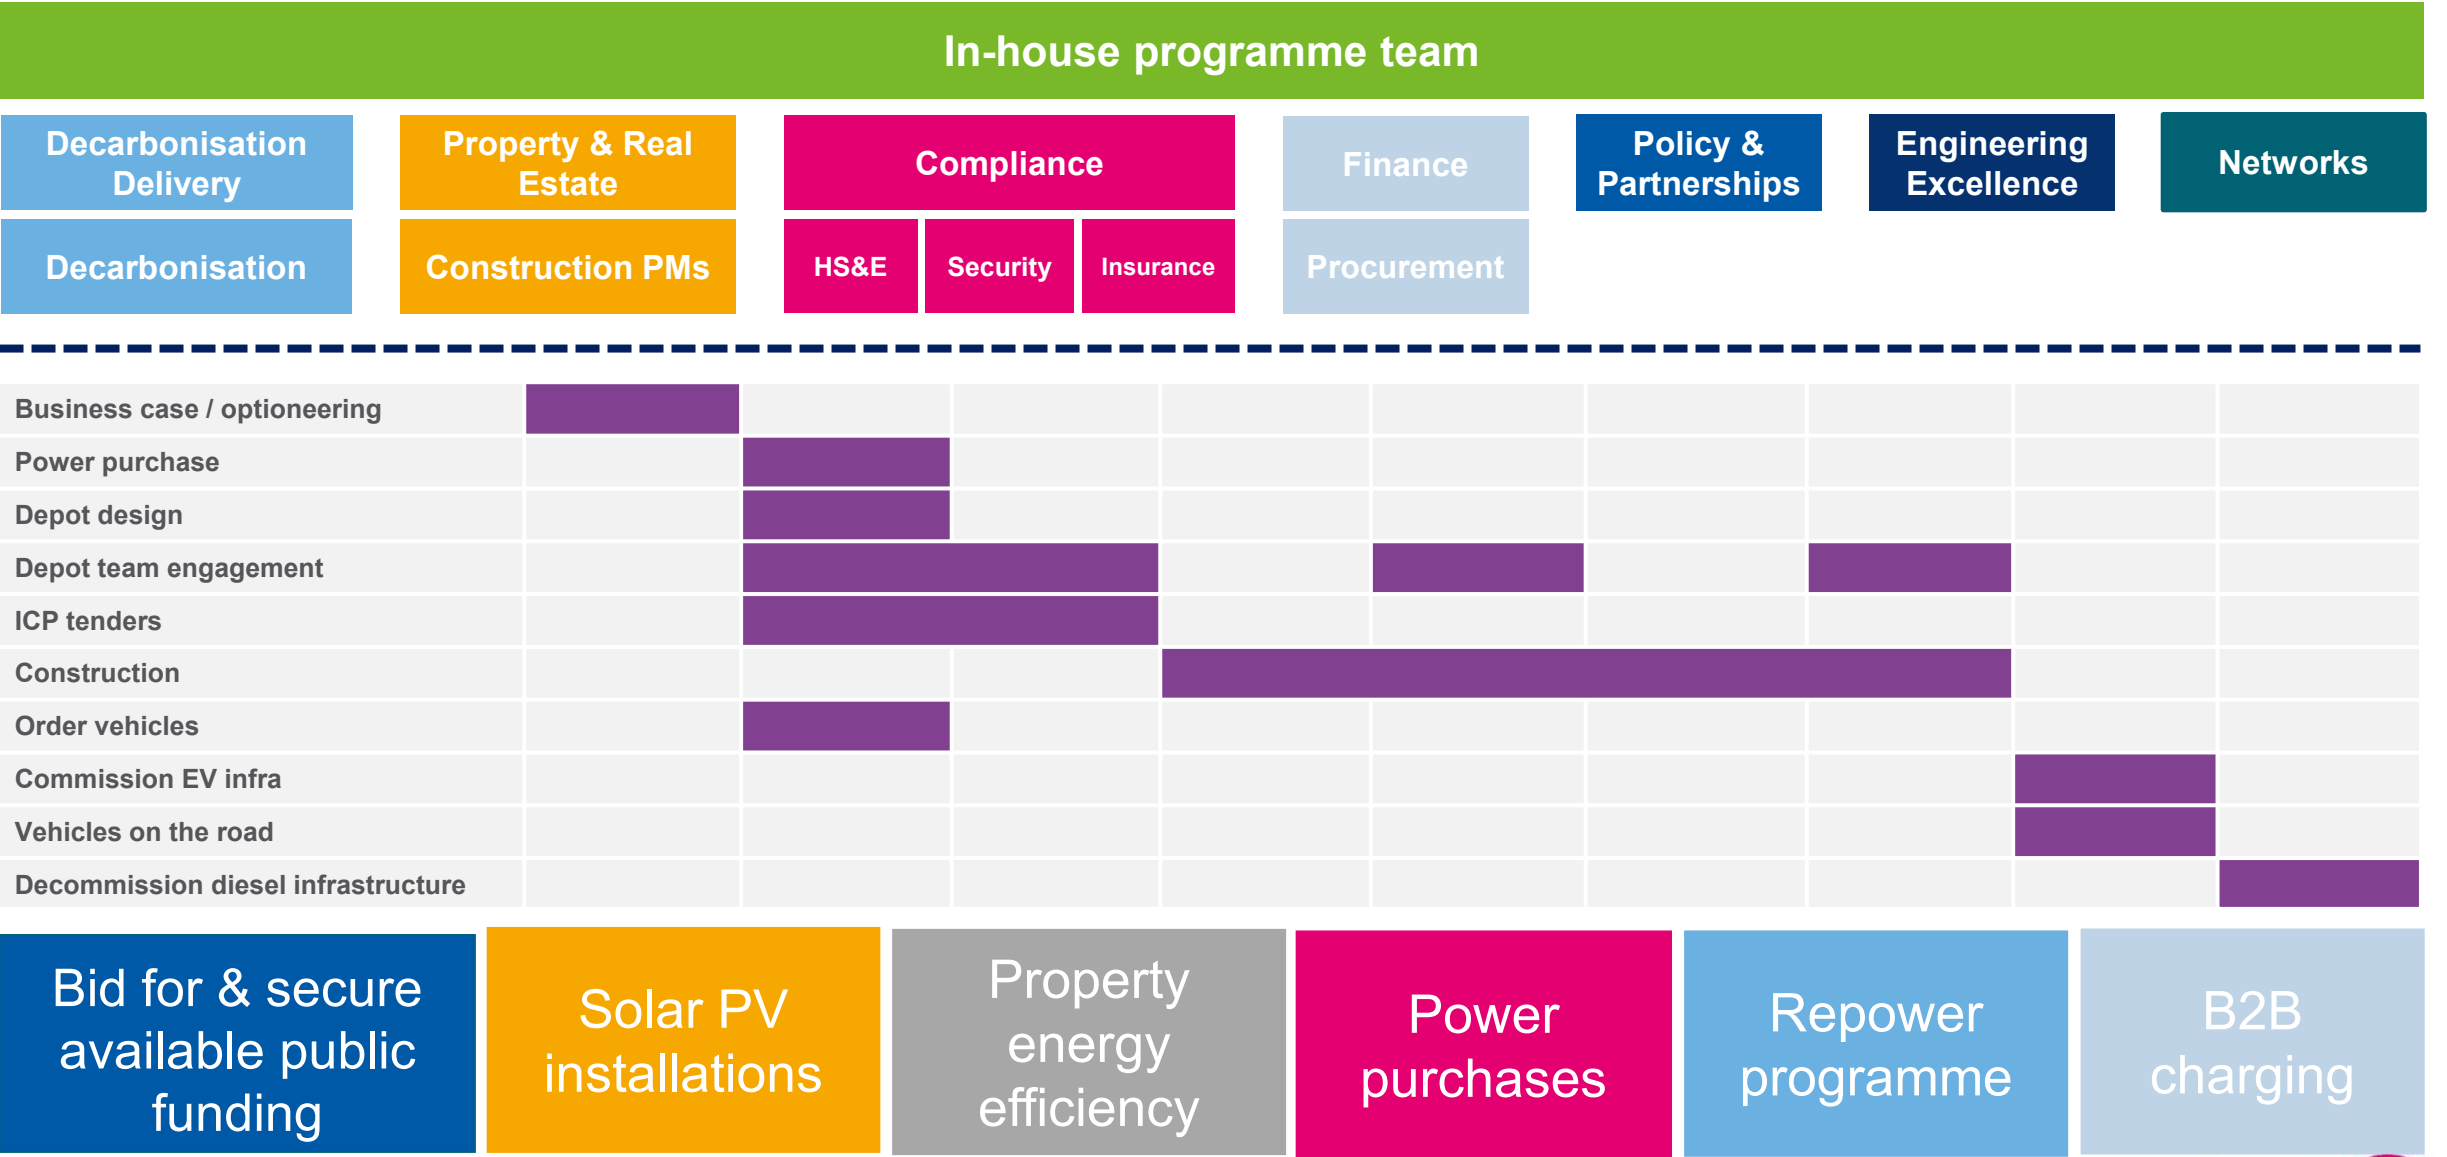 In-house programme team
Decarbonisation
Delivery
Property & Real
Estate
Compliance
Finance
Policy &
Partnerships
Engineering
Excellence
Networks
Decarbonisation
Construction PMs
HS&E
Security
Insurance
Procurement
Business case / optioneering
Power purchase
Depot design
Depot team engagement
ICP tenders
Construction
Order vehicles
Commission EV infra
Vehicles on the road
Decommission diesel infrastructure
Bid for & secure
available public
funding
Solar PV
installations
Property
energy
efficiency
Power
purchases
Repower
programme
B2B
charging